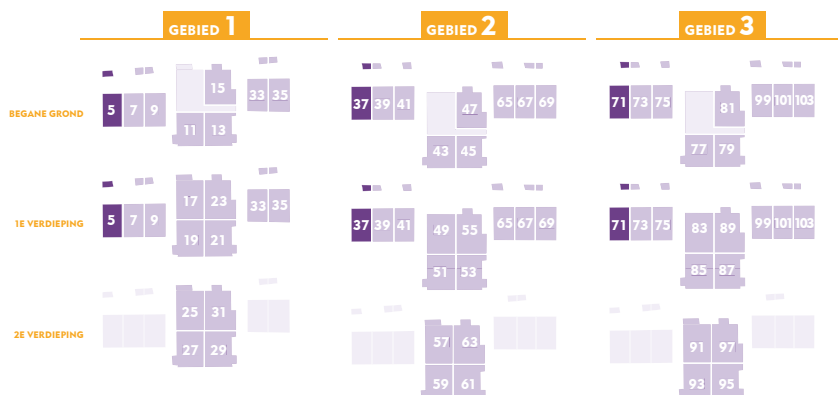 GEBIED 1 GEBIED 2 GEBIED 3
15
5 7 9 33 35 37 39 41 47 65 67 69 71 73 75 81 99 101 103
BEGANE GROND
11 13 43 45 77 79
17 23 49 55 83 89
5 7 9 33 35 37 39 41 65 67 69 71 73 75 99 101 103
1E VERDIEPING
19 21 51 53 85 87
25 31 57 63 91 97
2E VERDIEPING
27 29 59 61 93 95